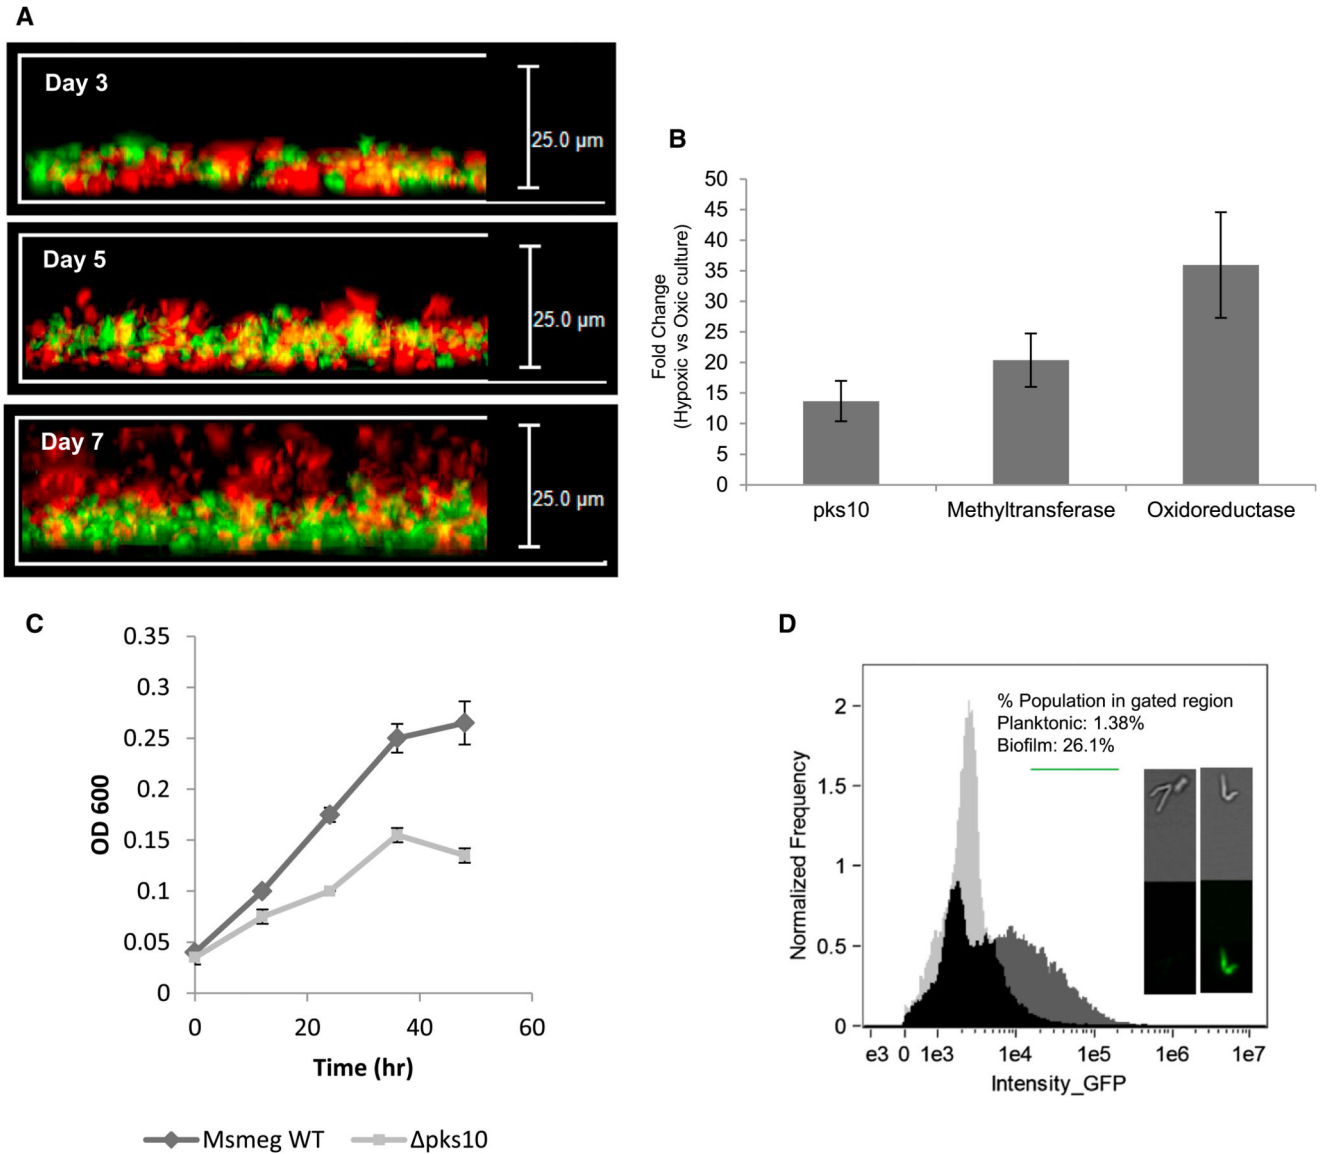 A
Day 3
25.0 µm
Day 5
25.0 µm
Day 7
25.0 µm
B
Fold Change
(Hypoxic vs Oxic culture)
50
45
40
35
30
25
20
15
10
5
0
pks10
Methyltransferase
Oxidoreductase
C
OD 600
0.35
0.3
0.25
0.2
0.15
0.1
0.05
0
0
20
40
60
Time (hr)
Msmeg WT
Δpks10
D
Normalized Frequency
2
1.5
1
0.5
0
% Population in gated region
Planktonic: 1.38%
Biofilm: 26.1%
e3 0 1e3 1e4 1e5 1e6 1e7
Intensity_GFP